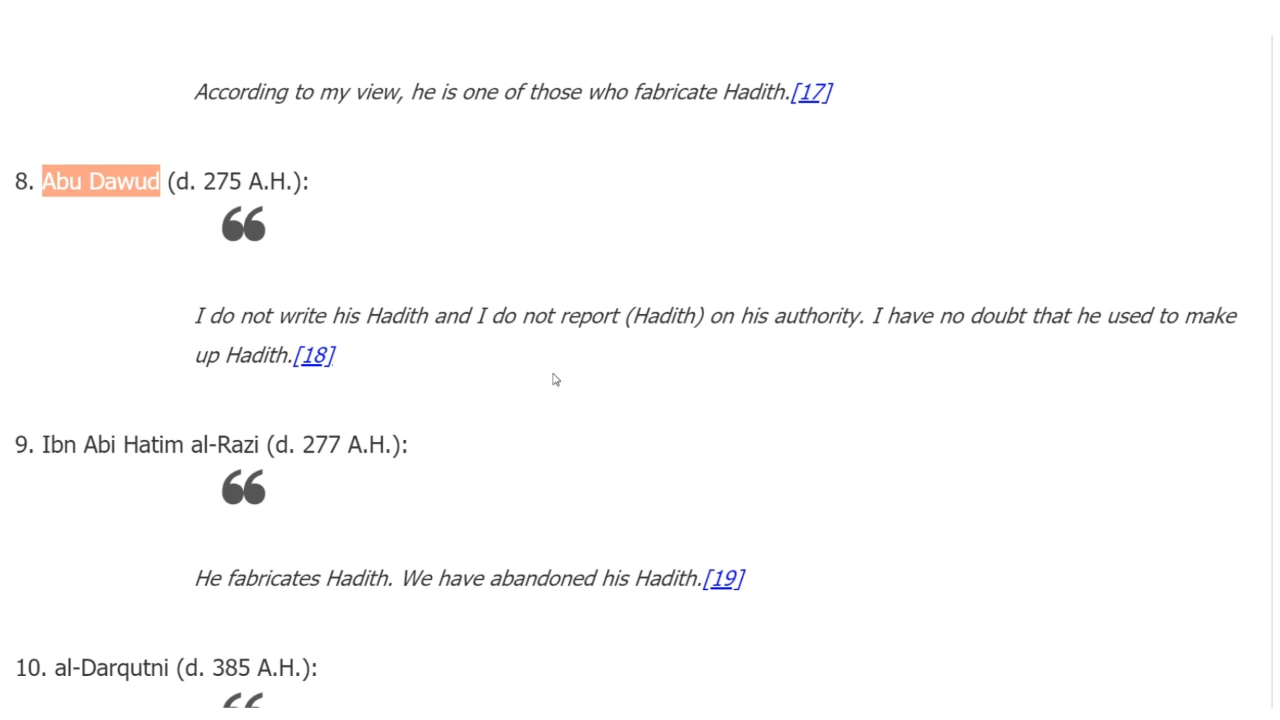 According to my view, he is one of those who fabricate Hadith.[17]
8. Abu Dawud (d. 275 A.H.):
“
I do not write his Hadith and I do not report (Hadith) on his authority. I have no doubt that he used to make
up Hadith.[18]
9. Ibn Abi Hatim al-Razi (d. 277 A.H.):
“
He fabricates Hadith. We have abandoned his Hadith.[19]
10. al-Darqutni (d. 385 A.H.):
“